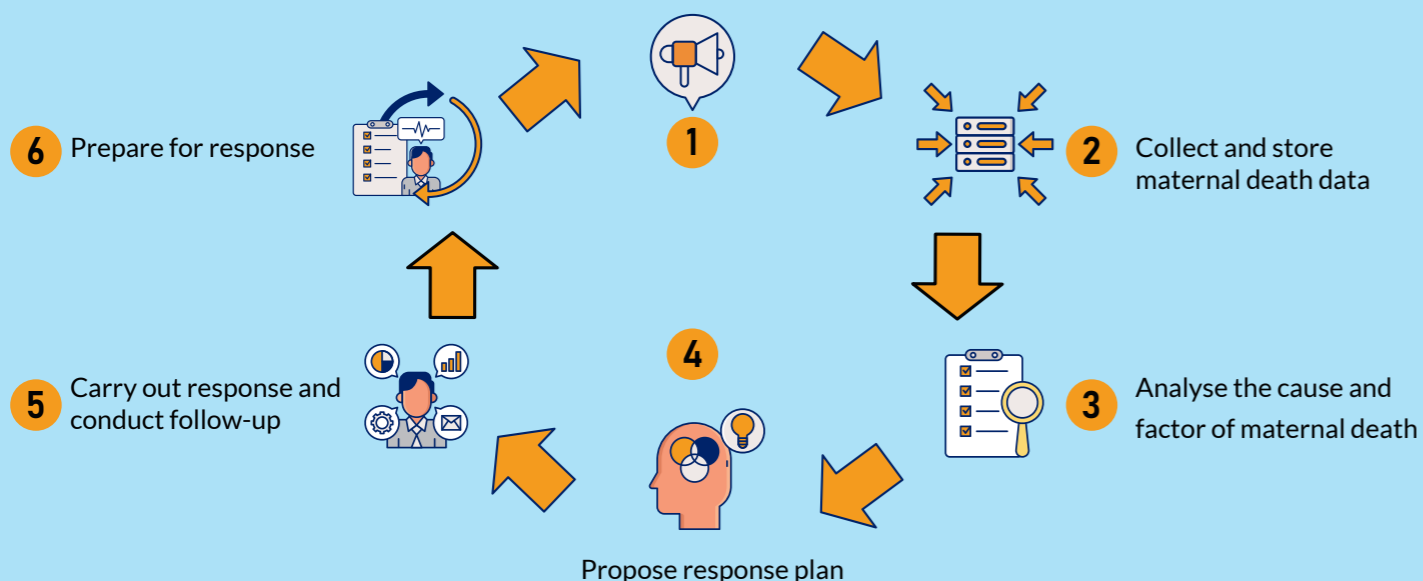 1
2
Collect and store
maternal death data
3
Analyse the cause and
factor of maternal death
4
Propose response plan
5
Carry out response and
conduct follow-up
6
Prepare for response